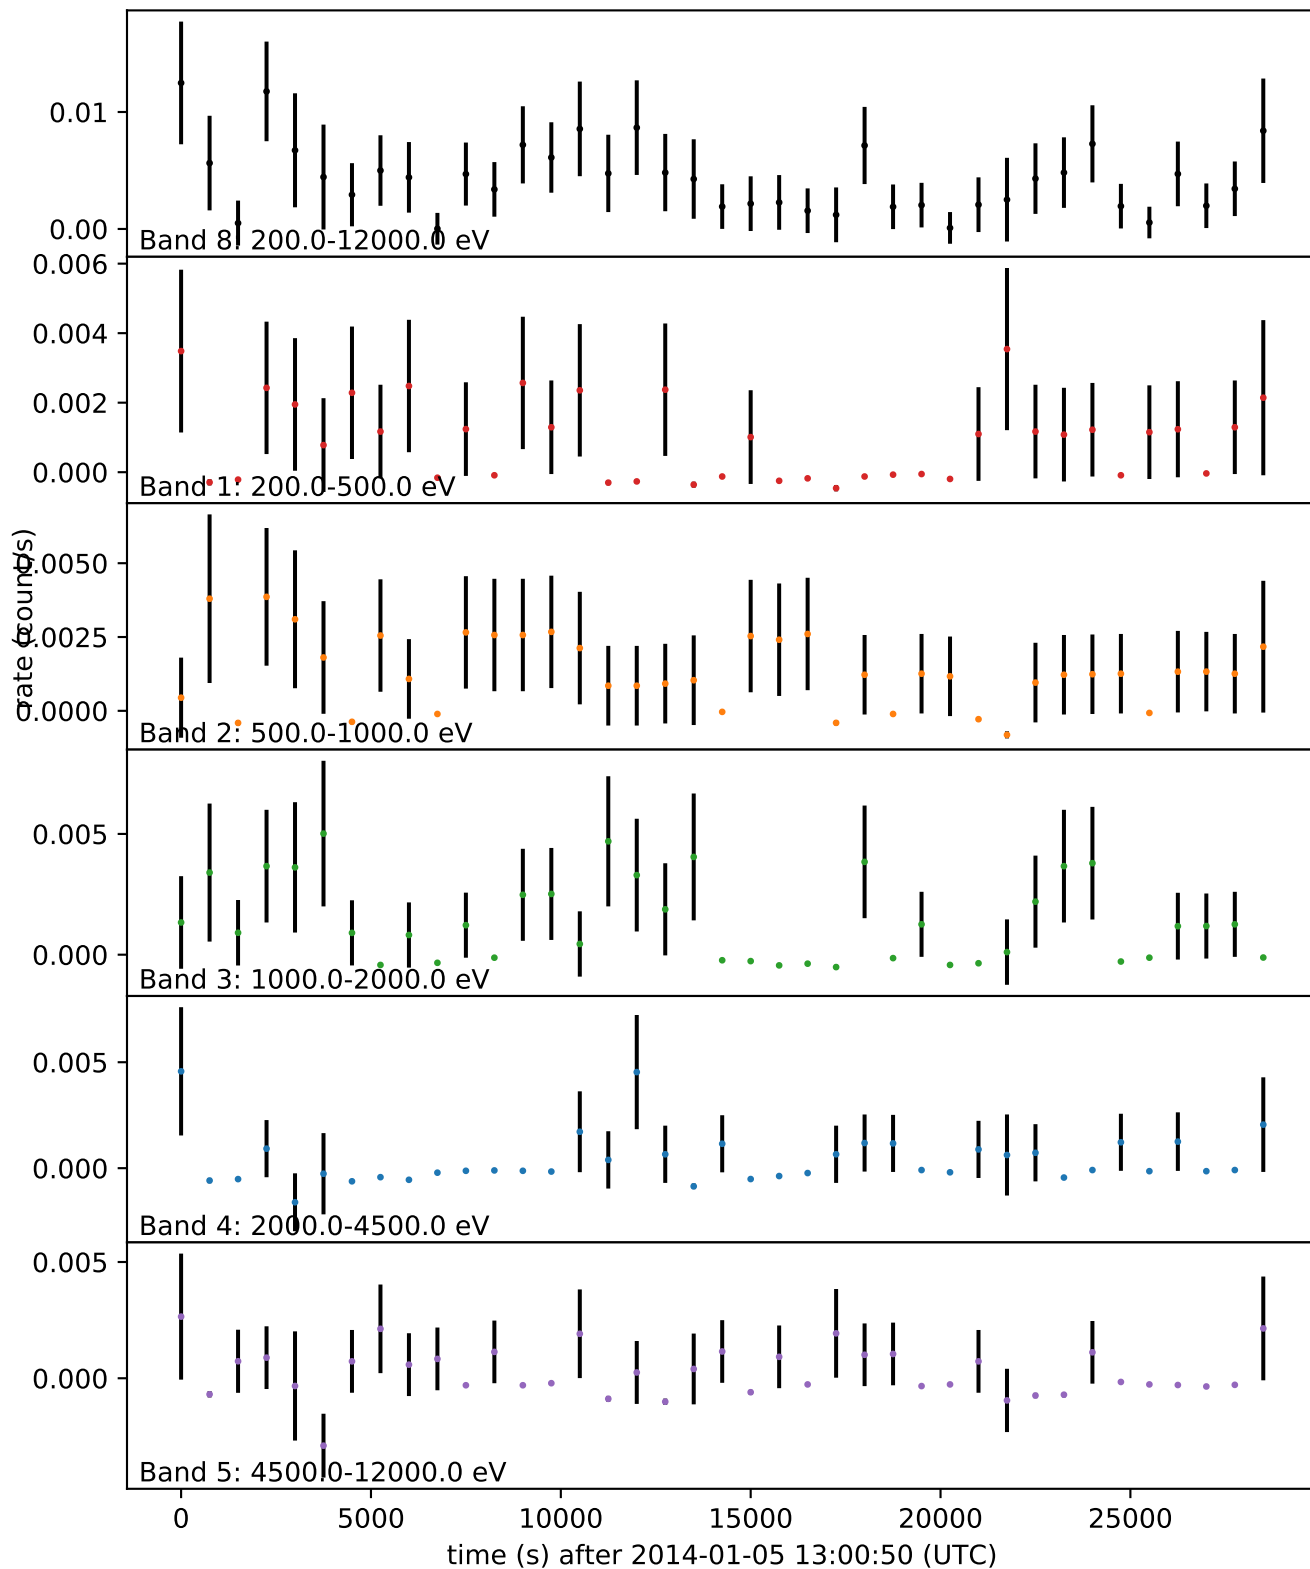 0.01
0.00
Band 8: 200.0-12000.0 eV
0.006
0.004
0.002
0.000
Band 1: 200.0-500.0 eV
rate (count/s)
0.0050
0.0025
0.0000
Band 2: 500.0-1000.0 eV
0.005
0.000
Band 3: 1000.0-2000.0 eV
0.005
0.000
Band 4: 2000.0-4500.0 eV
0.005
0.000
Band 5: 4500.0-12000.0 eV
0 5000 10000 15000 20000 25000
time (s) after 2014-01-05 13:00:50 (UTC)